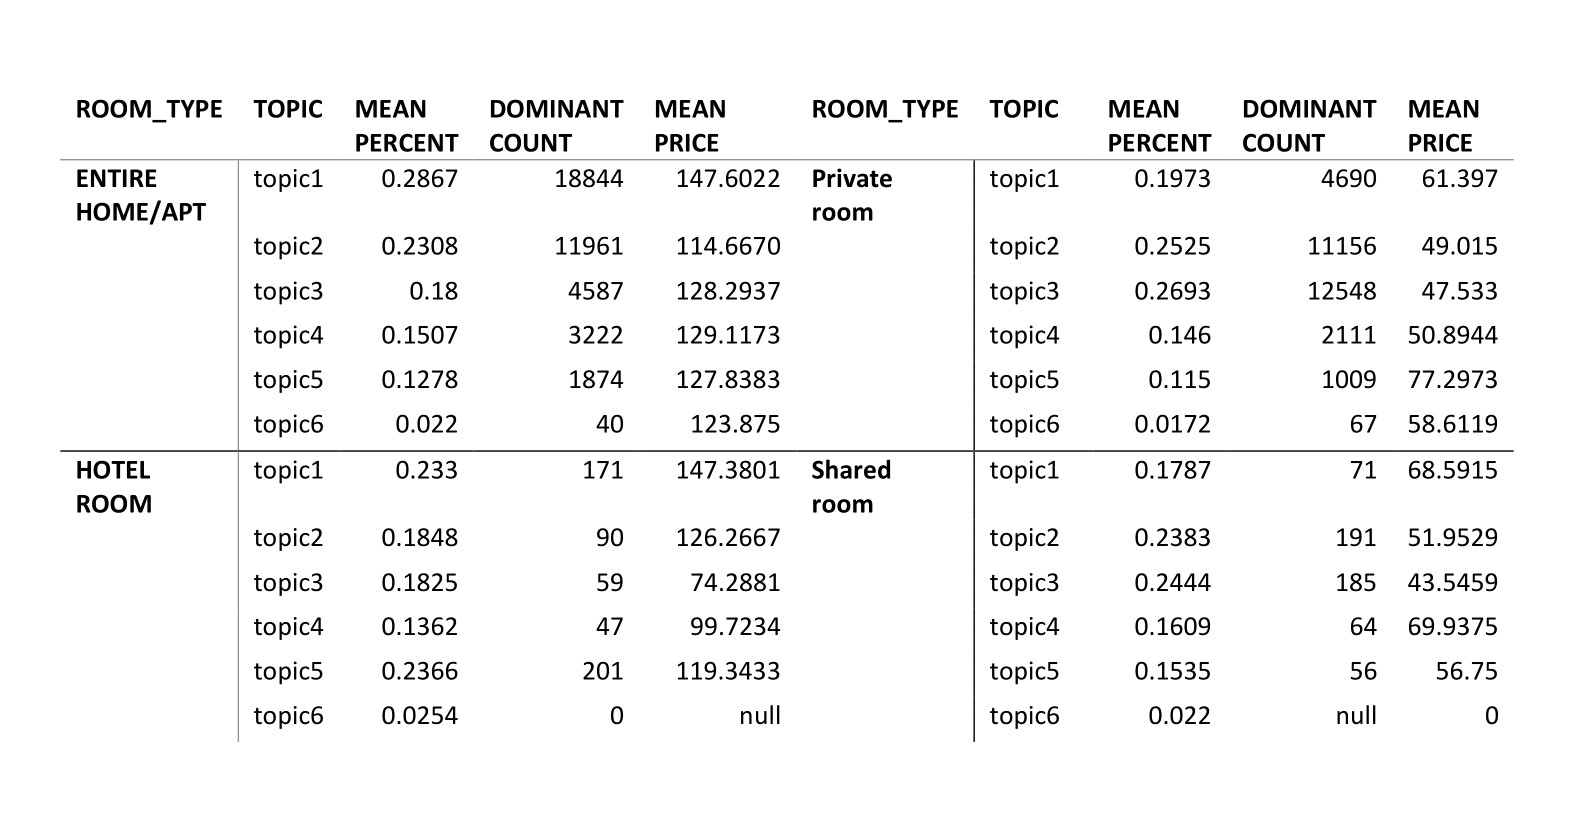 ROOM_TYPE TOPIC MEAN PERCENT DOMINANT COUNT MEAN PRICE ROOM_TYPE TOPIC MEAN PERCENT DOMINANT COUNT MEAN PRICE
ENTIRE HOME/APT topic1 0.2867 18844 147.6022 Private room topic1 0.1973 4690 61.397
topic2 0.2308 11961 114.6670 topic2 0.2525 11156 49.015
topic3 0.18 4587 128.2937 topic3 0.2693 12548 47.533
topic4 0.1507 3222 129.1173 topic4 0.146 2111 50.8944
topic5 0.1278 1874 127.8383 topic5 0.115 1009 77.2973
topic6 0.022 40 123.875 topic6 0.0172 67 58.6119
HOTEL ROOM topic1 0.233 171 147.3801 Shared room topic1 0.1787 71 68.5915
topic2 0.1848 90 126.2667 topic2 0.2383 191 51.9529
topic3 0.1825 59 74.2881 topic3 0.2444 185 43.5459
topic4 0.1362 47 99.7234 topic4 0.1609 64 69.9375
topic5 0.2366 201 119.3433 topic5 0.1535 56 56.75
topic6 0.0254 0 null topic6 0.022 null 0